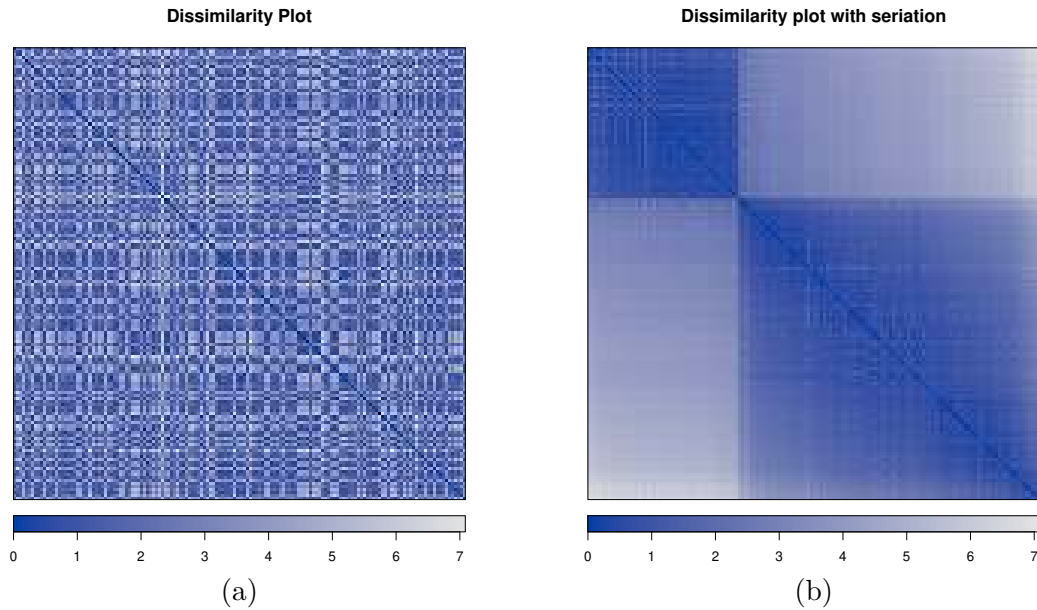 Dissimilarity Plot
Dissimilarity plot with seriation
0 1 2 3 4 5 6 7
0 1 2 3 4 5 6 7
(a)
(b)